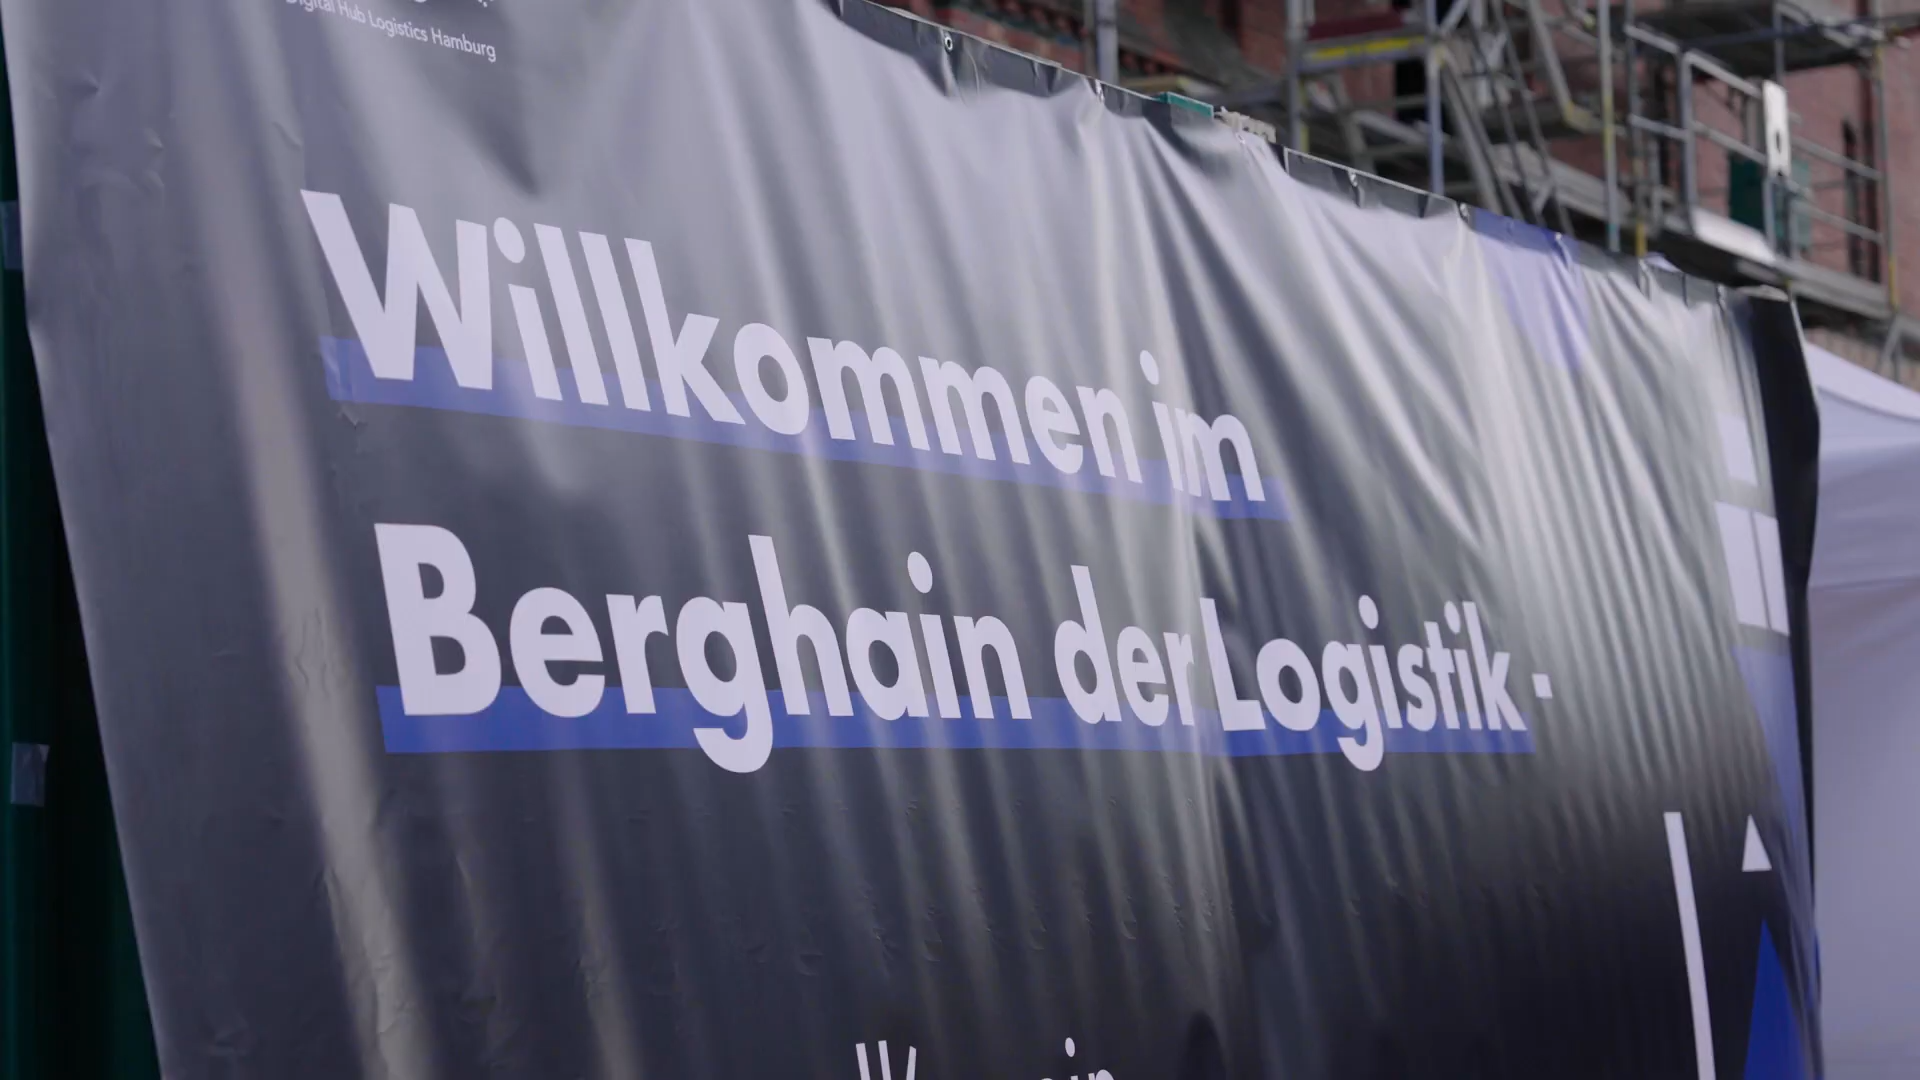 Digital Hub Logistics Hamburg
Willkommen im
Berghain der Logistik -